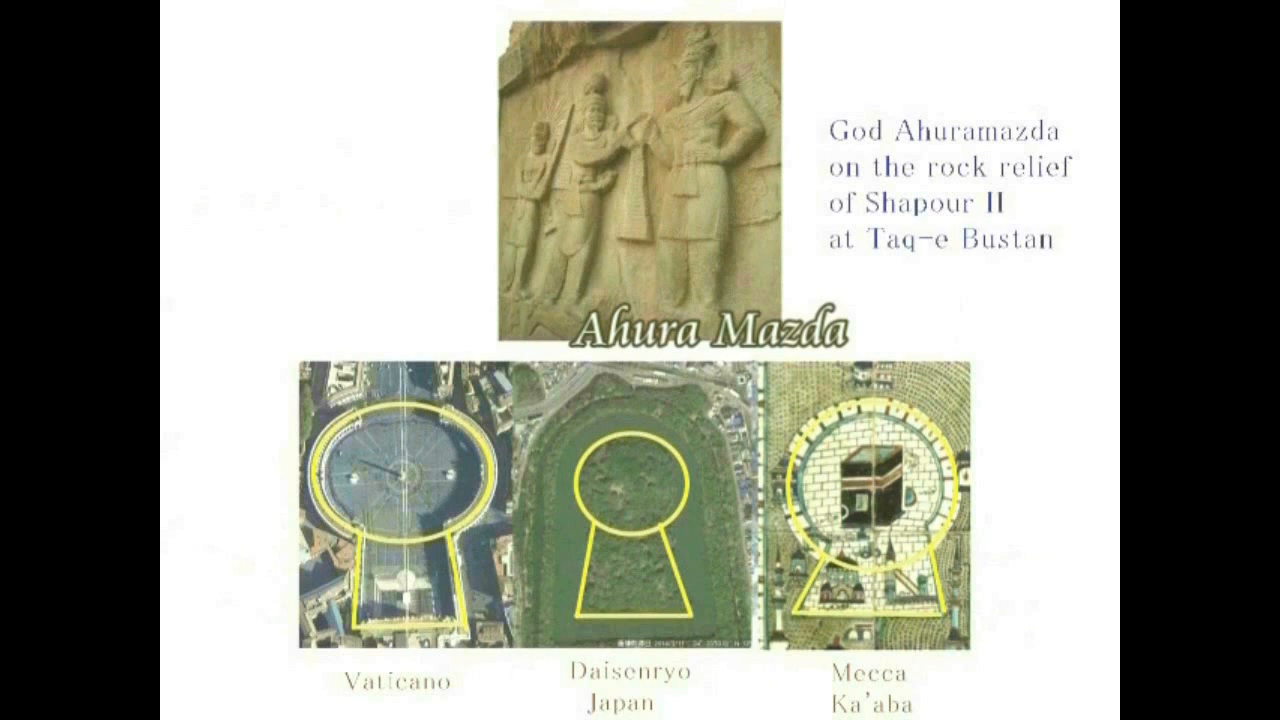 God Ahuramazda
on the rock relief
of Shapour II
at Taq-e Bustan
Ahura Mazda
Vaticano
Daisenryo
Japan
Mecca
Ka'aba